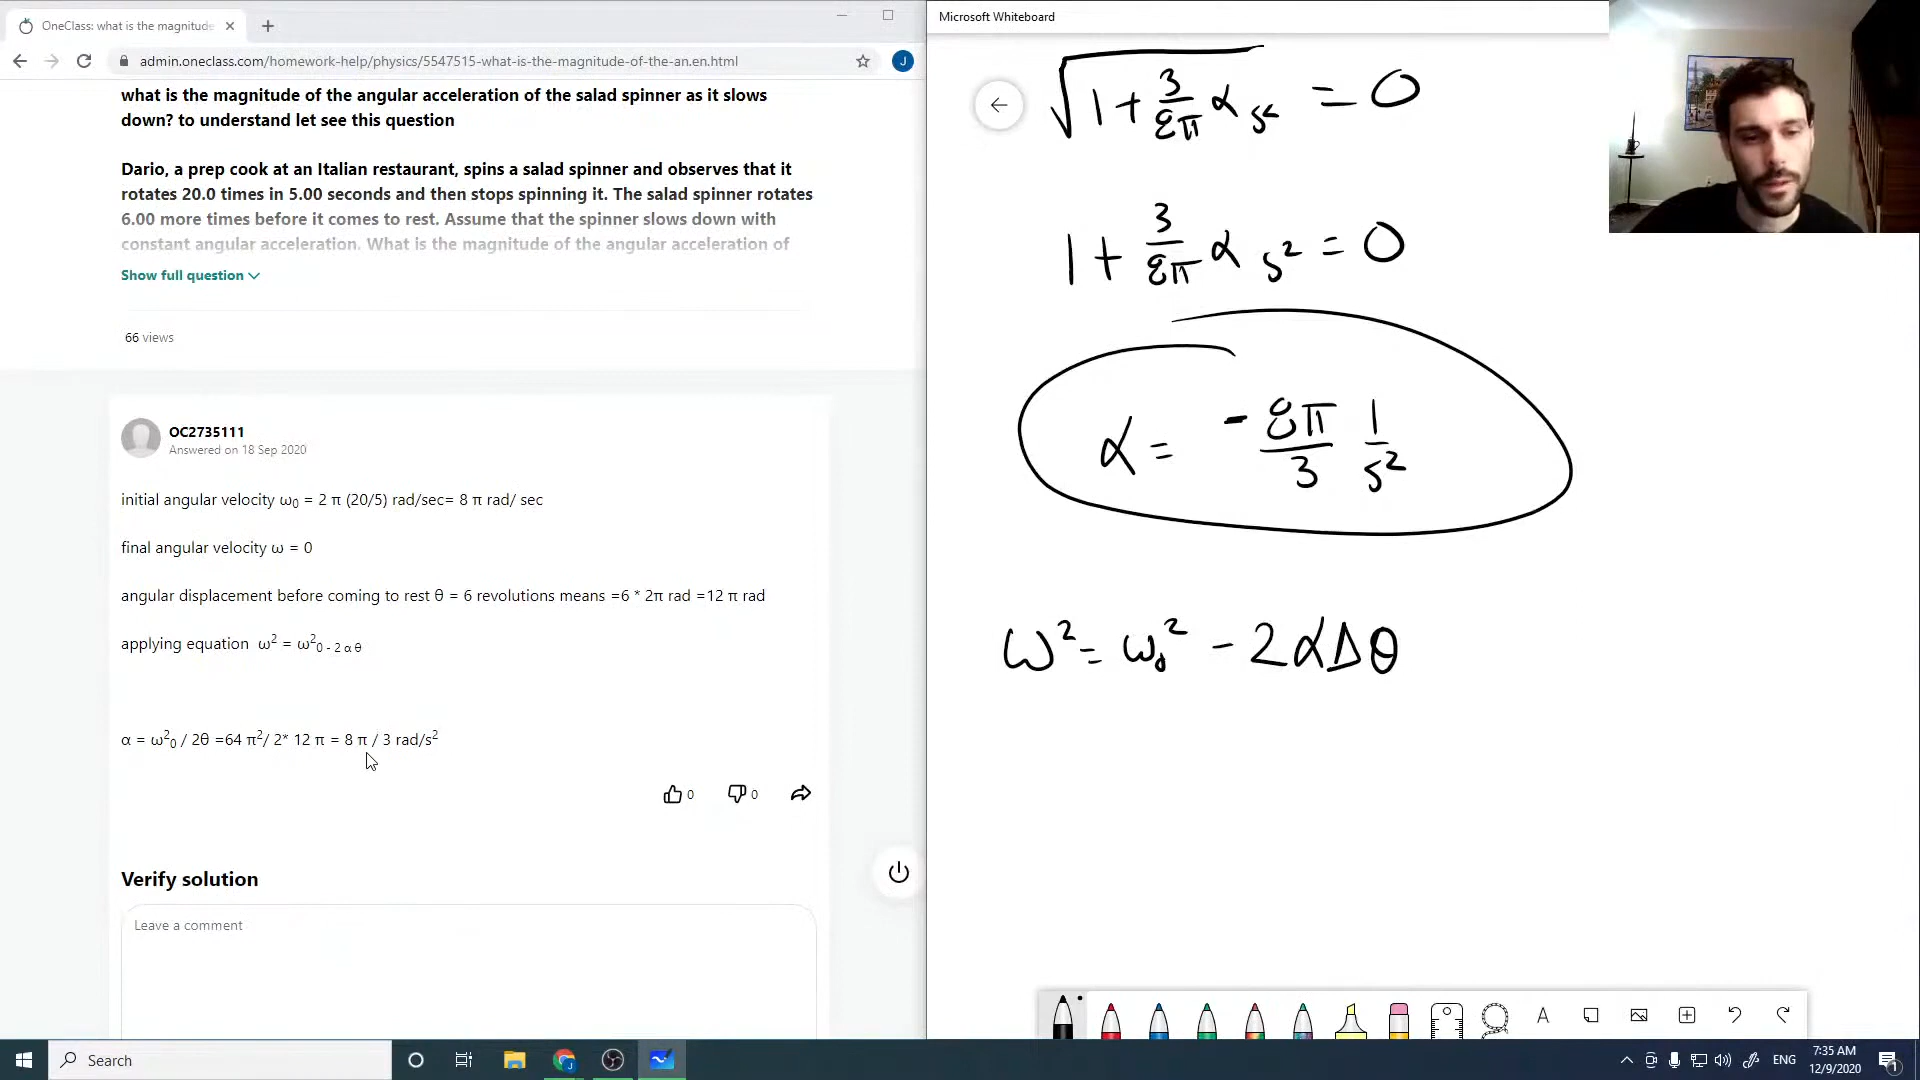 OneClass: what is the magnitude
admin.oneclass.com/homework-help/physics/5547515-what-is-the-magnitude-of-the-an.en.html
J
what is the magnitude of the angular acceleration of the salad spinner as it slows
down? to understand let see this question
Dario, a prep cook at an Italian restaurant, spins a salad spinner and observes that it
rotates 20.0 times in 5.00 seconds and then stops spinning it. The salad spinner rotates
6.00 more times before it comes to rest. Assume that the spinner slows down with
constant angular acceleration. What is the magnitude of the angular acceleration of
Show full question
66 views
OC2735111
Answered on 18 Sep 2020
initial angular velocity ω₀ = 2 π (20/5) rad/sec= 8 π rad/ sec
final angular velocity ω = 0
angular displacement before coming to rest θ = 6 revolutions means =6 * 2π rad =12 π rad
applying equation ω² = ω²₀ ₋ ₂ α θ
α = ω²₀ / 2θ =64 π²/ 2* 12 π = 8 π / 3 rad/s²
0
0
Verify solution
Leave a comment
Microsoft Whiteboard
√(1 + 3/8π α s²) = 0
1 + 3/8π α s² = 0
α = -8π/3 1/s²
ω² = ω₀² - 2αΔθ
A
Search
J
ENG
7:35 AM
12/9/2020
1